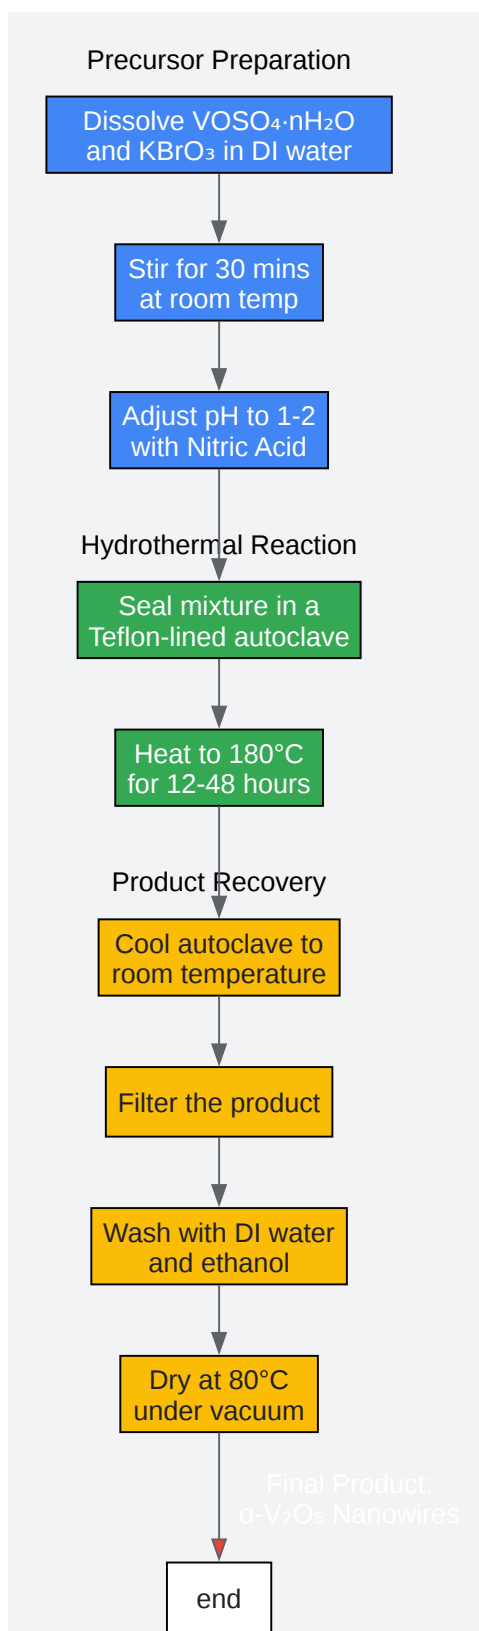 Precursor Preparation
Dissolve VOSO₄·nH₂O
and KBrO₃ in DI water
Stir for 30 mins
at room temp
Adjust pH to 1-2
with Nitric Acid
Hydrothermal Reaction
Seal mixture in a
Teflon-lined autoclave
Heat to 180°C
for 12-48 hours
Product Recovery
Cool autoclave to
room temperature
Filter the product
Wash with DI water
and ethanol
Dry at 80°C
under vacuum
Final Product:
α-V₂O₅ Nanowires
end